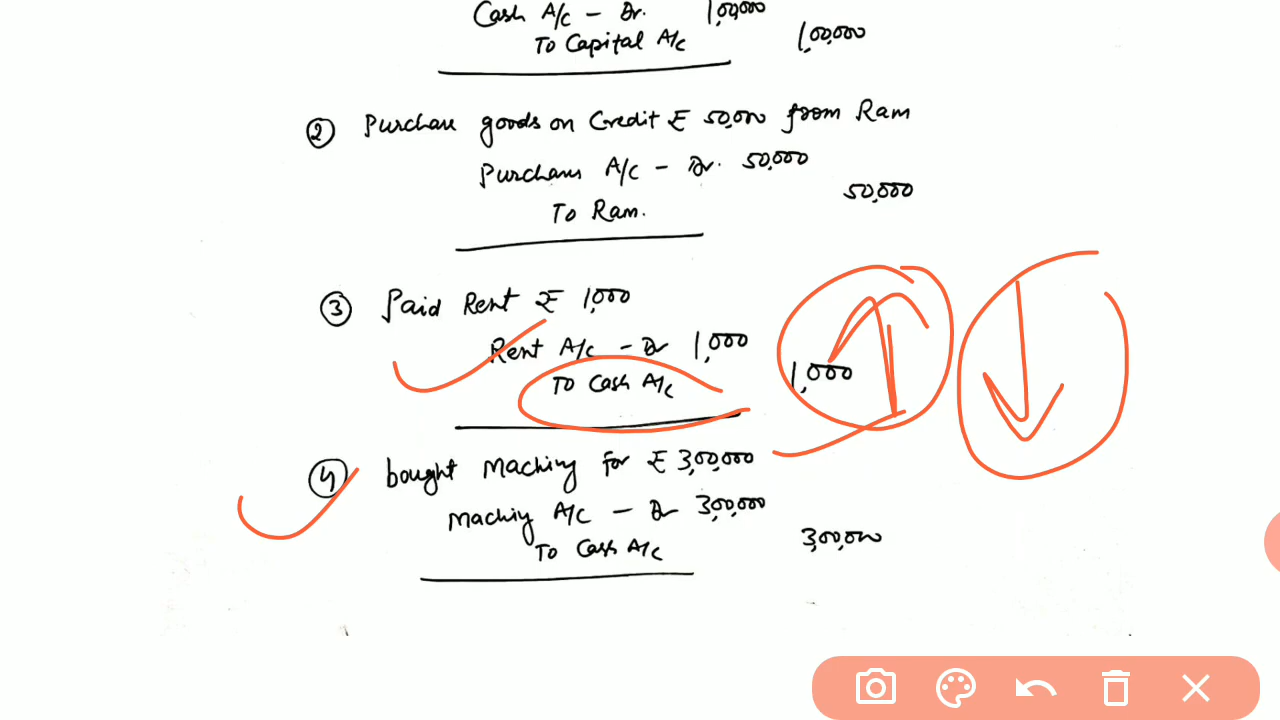 Cash A/c - Dr. 1,00,000
To Capital A/c 1,00,000
② Purchase goods on Credit ₹ 50,000 from Ram
Purchase A/c - Dr. 50,000
To Ram. 50,000
③ Paid Rent ₹ 1,000
Rent A/c - Dr 1,000
To Cash A/c 1,000
④ bought Machiny for ₹ 3,00,000
Machiny A/c - Dr 3,00,000
To Cash A/c 3,00,000